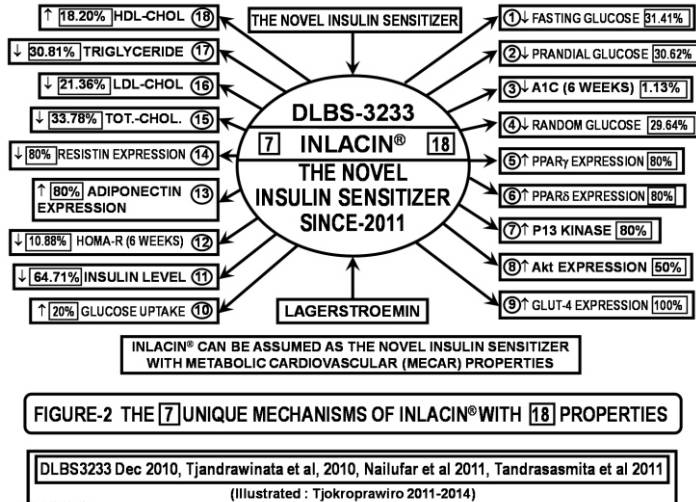 THE NOVEL INSULIN SENSITIZER
↑ 18.20% HDL-CHOL 18
↓ 30.81% TRIGLYCERIDE 17
↓ 21.36% LDL-CHOL 16
↓ 33.78% TOT.-CHOL. 15
↓ 80% RESISTIN EXPRESSION 14
↑ 80% ADIPONECTIN 13
EXPRESSION
↓ 10.88% HOMA-R (6 WEEKS) 12
↓ 64.71% INSULIN LEVEL 11
↑ 20% GLUCOSE UPTAKE 10
DLBS-3233
7 INLACIN® 18
THE NOVEL
INSULIN SENSITIZER
SINCE-2011
LAGERSTROEMIN
1 ↓ FASTING GLUCOSE 31.41%
2 ↓ PRANDIAL GLUCOSE 30.62%
3 ↓ A1C (6 WEEKS) 1.13%
4 ↓ RANDOM GLUCOSE 29.64%
5 ↑ PPARγ EXPRESSION 80%
6 ↑ PPARδ EXPRESSION 80%
7 ↑ P13 KINASE 80%
8 ↑ Akt EXPRESSION 50%
9 ↑ GLUT-4 EXPRESSION 100%
INLACIN® CAN BE ASSUMED AS THE NOVEL INSULIN SENSITIZER
WITH METABOLIC CARDIOVASCULAR (MECAR) PROPERTIES
FIGURE-2 THE 7 UNIQUE MECHANISMS OF INLACIN® WITH 18 PROPERTIES
DLBS3233 Dec 2010, Tjandrawinata et al, 2010, Nailufar et al 2011, Tandrasasmita et al 2011
(Illustrated : Tjokroprawiro 2011-2014)